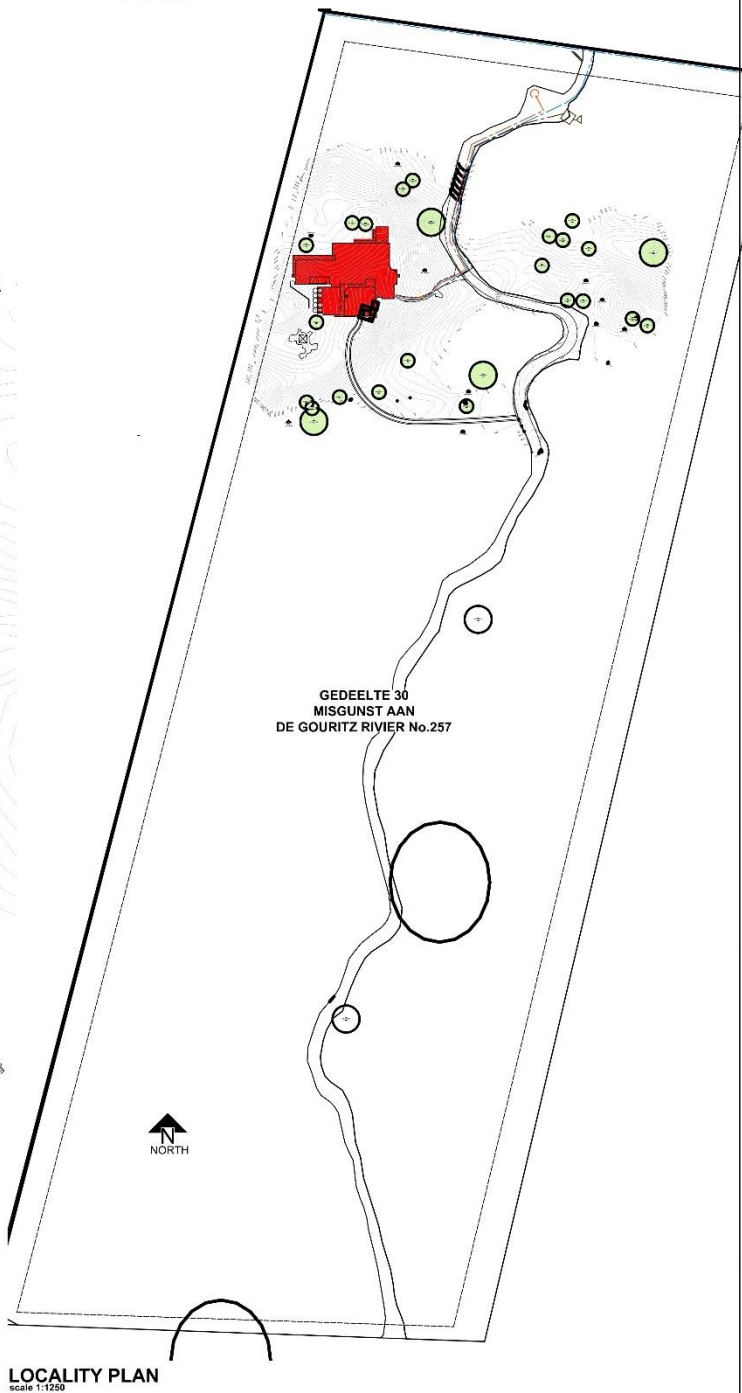 GEDEELTE 30
MISGUNST AAN
DE GOURITZ RIVIER No.257
N
NORTH
LOCALITY PLAN
scale 1:1250